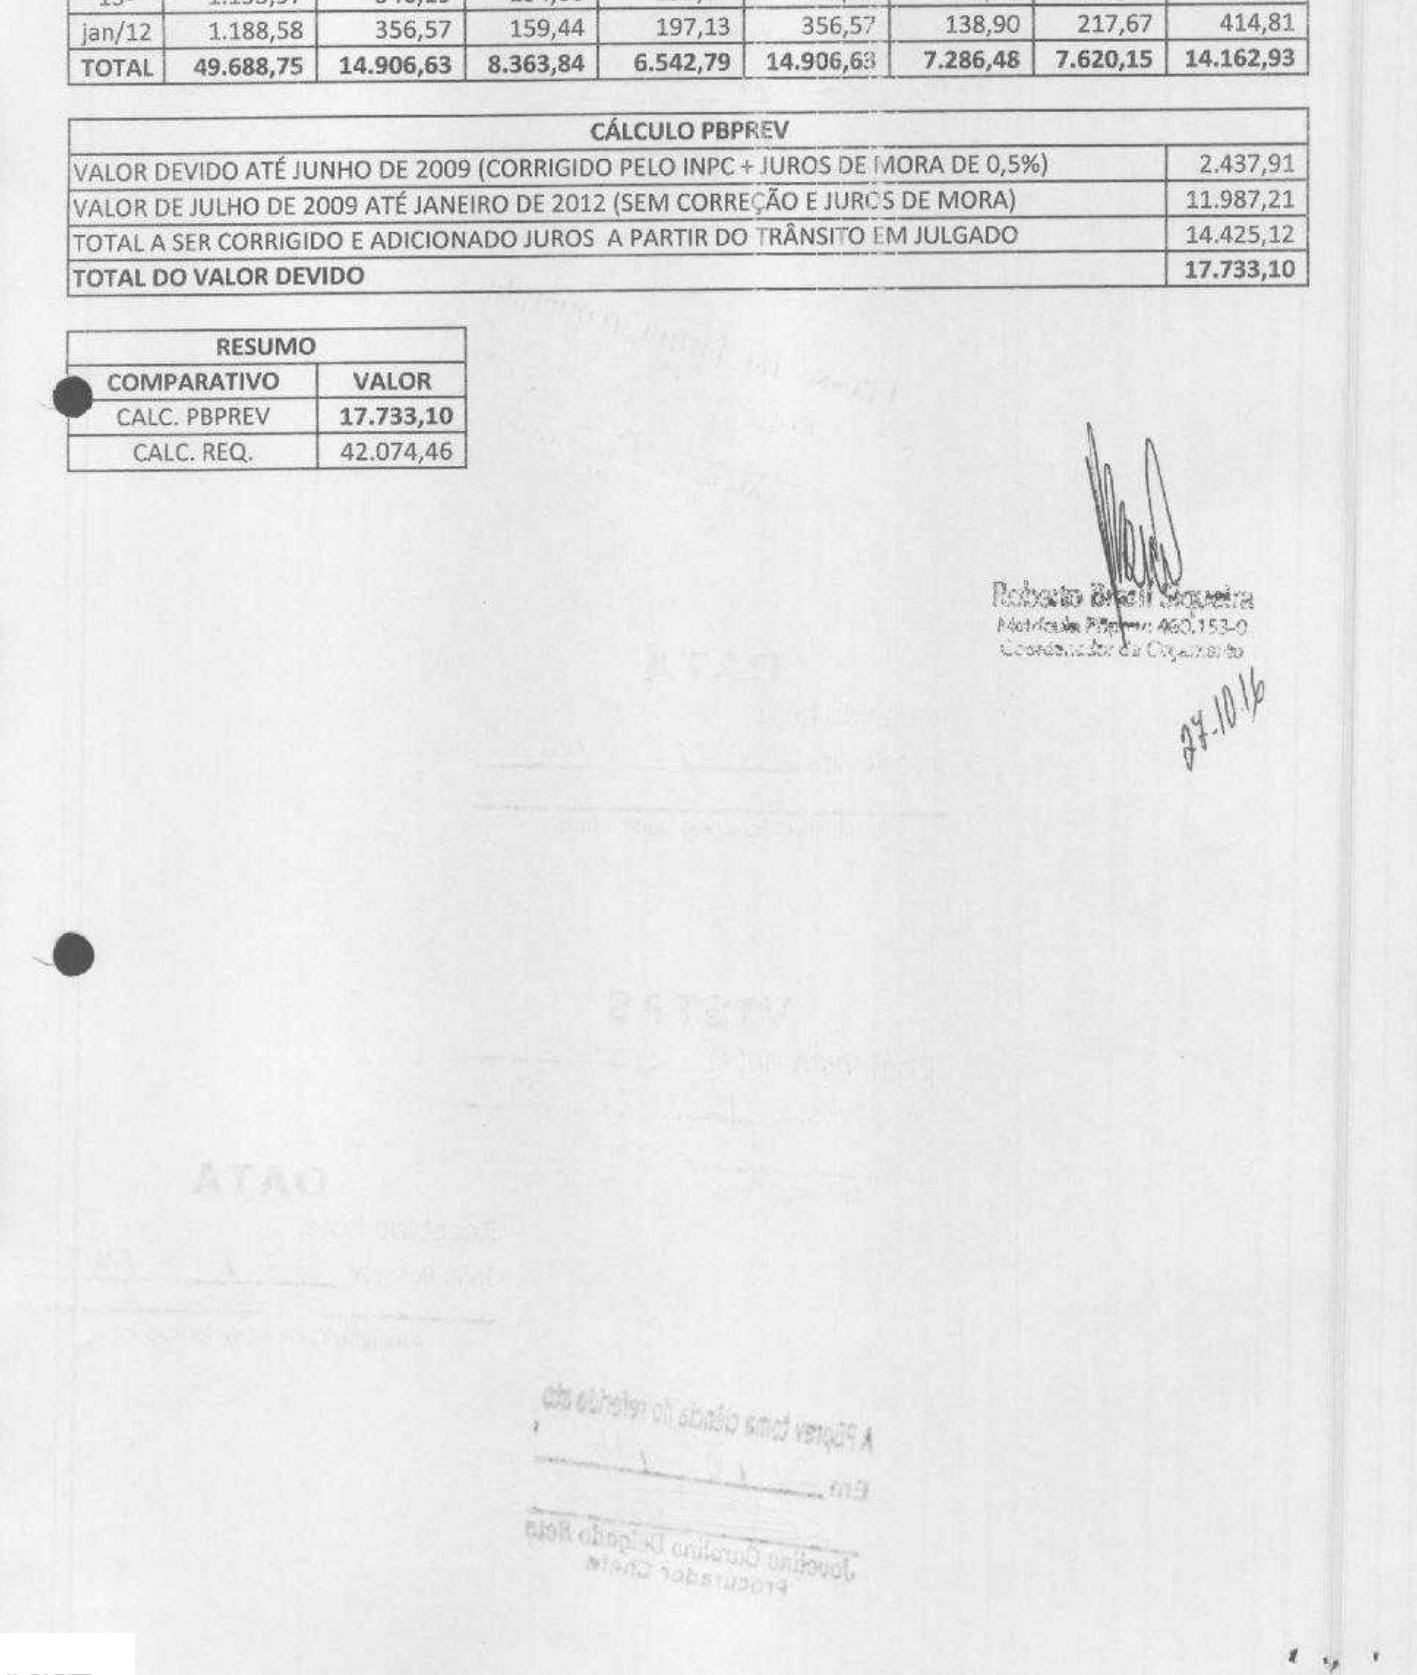 jan/12 1.188,58 356,57 159,44 197,13 356,57 138,90 217,67 414,81
TOTAL 49.688,75 14.906,63 8.363,84 6.542,79 14.906,63 7.286,48 7.620,15 14.162,93
CÁLCULO PBPREV
VALOR DEVIDO ATÉ JUNHO DE 2009 (CORRIGIDO PELO INPC + JUROS DE MORA DE 0,5%) 2.437,91
VALOR DE JULHO DE 2009 ATÉ JANEIRO DE 2012 (SEM CORREÇÃO E JUROS DE MORA) 11.987,21
TOTAL A SER CORRIGIDO E ADICIONADO JUROS A PARTIR DO TRÂNSITO EM JULGADO 14.425,12
TOTAL DO VALOR DEVIDO 17.733,10
RESUMO
COMPARATIVO VALOR
CALC. PBPREV 17.733,10
CALC. REQ. 42.074,46
Roberto Brasil Siqueira
Matrícula PBprev: 460.153-0
Coordenador de Orçamento
27.10.16
DATA
VISTAS
DATA
A PBprev toma ciência do referido ato
Em
Jovelino Carolino Delgado Neto
Procurador Chefe